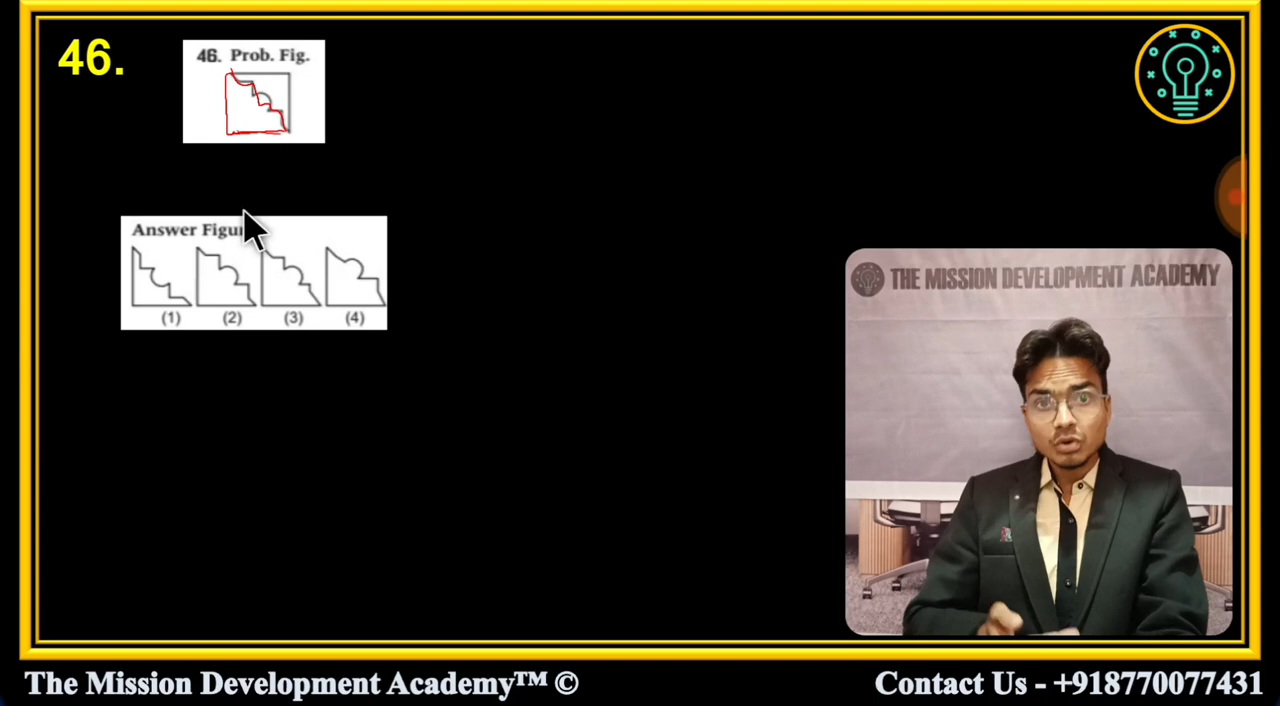 46.
46. Prob. Fig.
Answer
(1) (2) (3) (4)
THE MISSION DEVELOPMENT ACADEMY
The Mission Development Academy™ ©
Contact Us - +918770077431